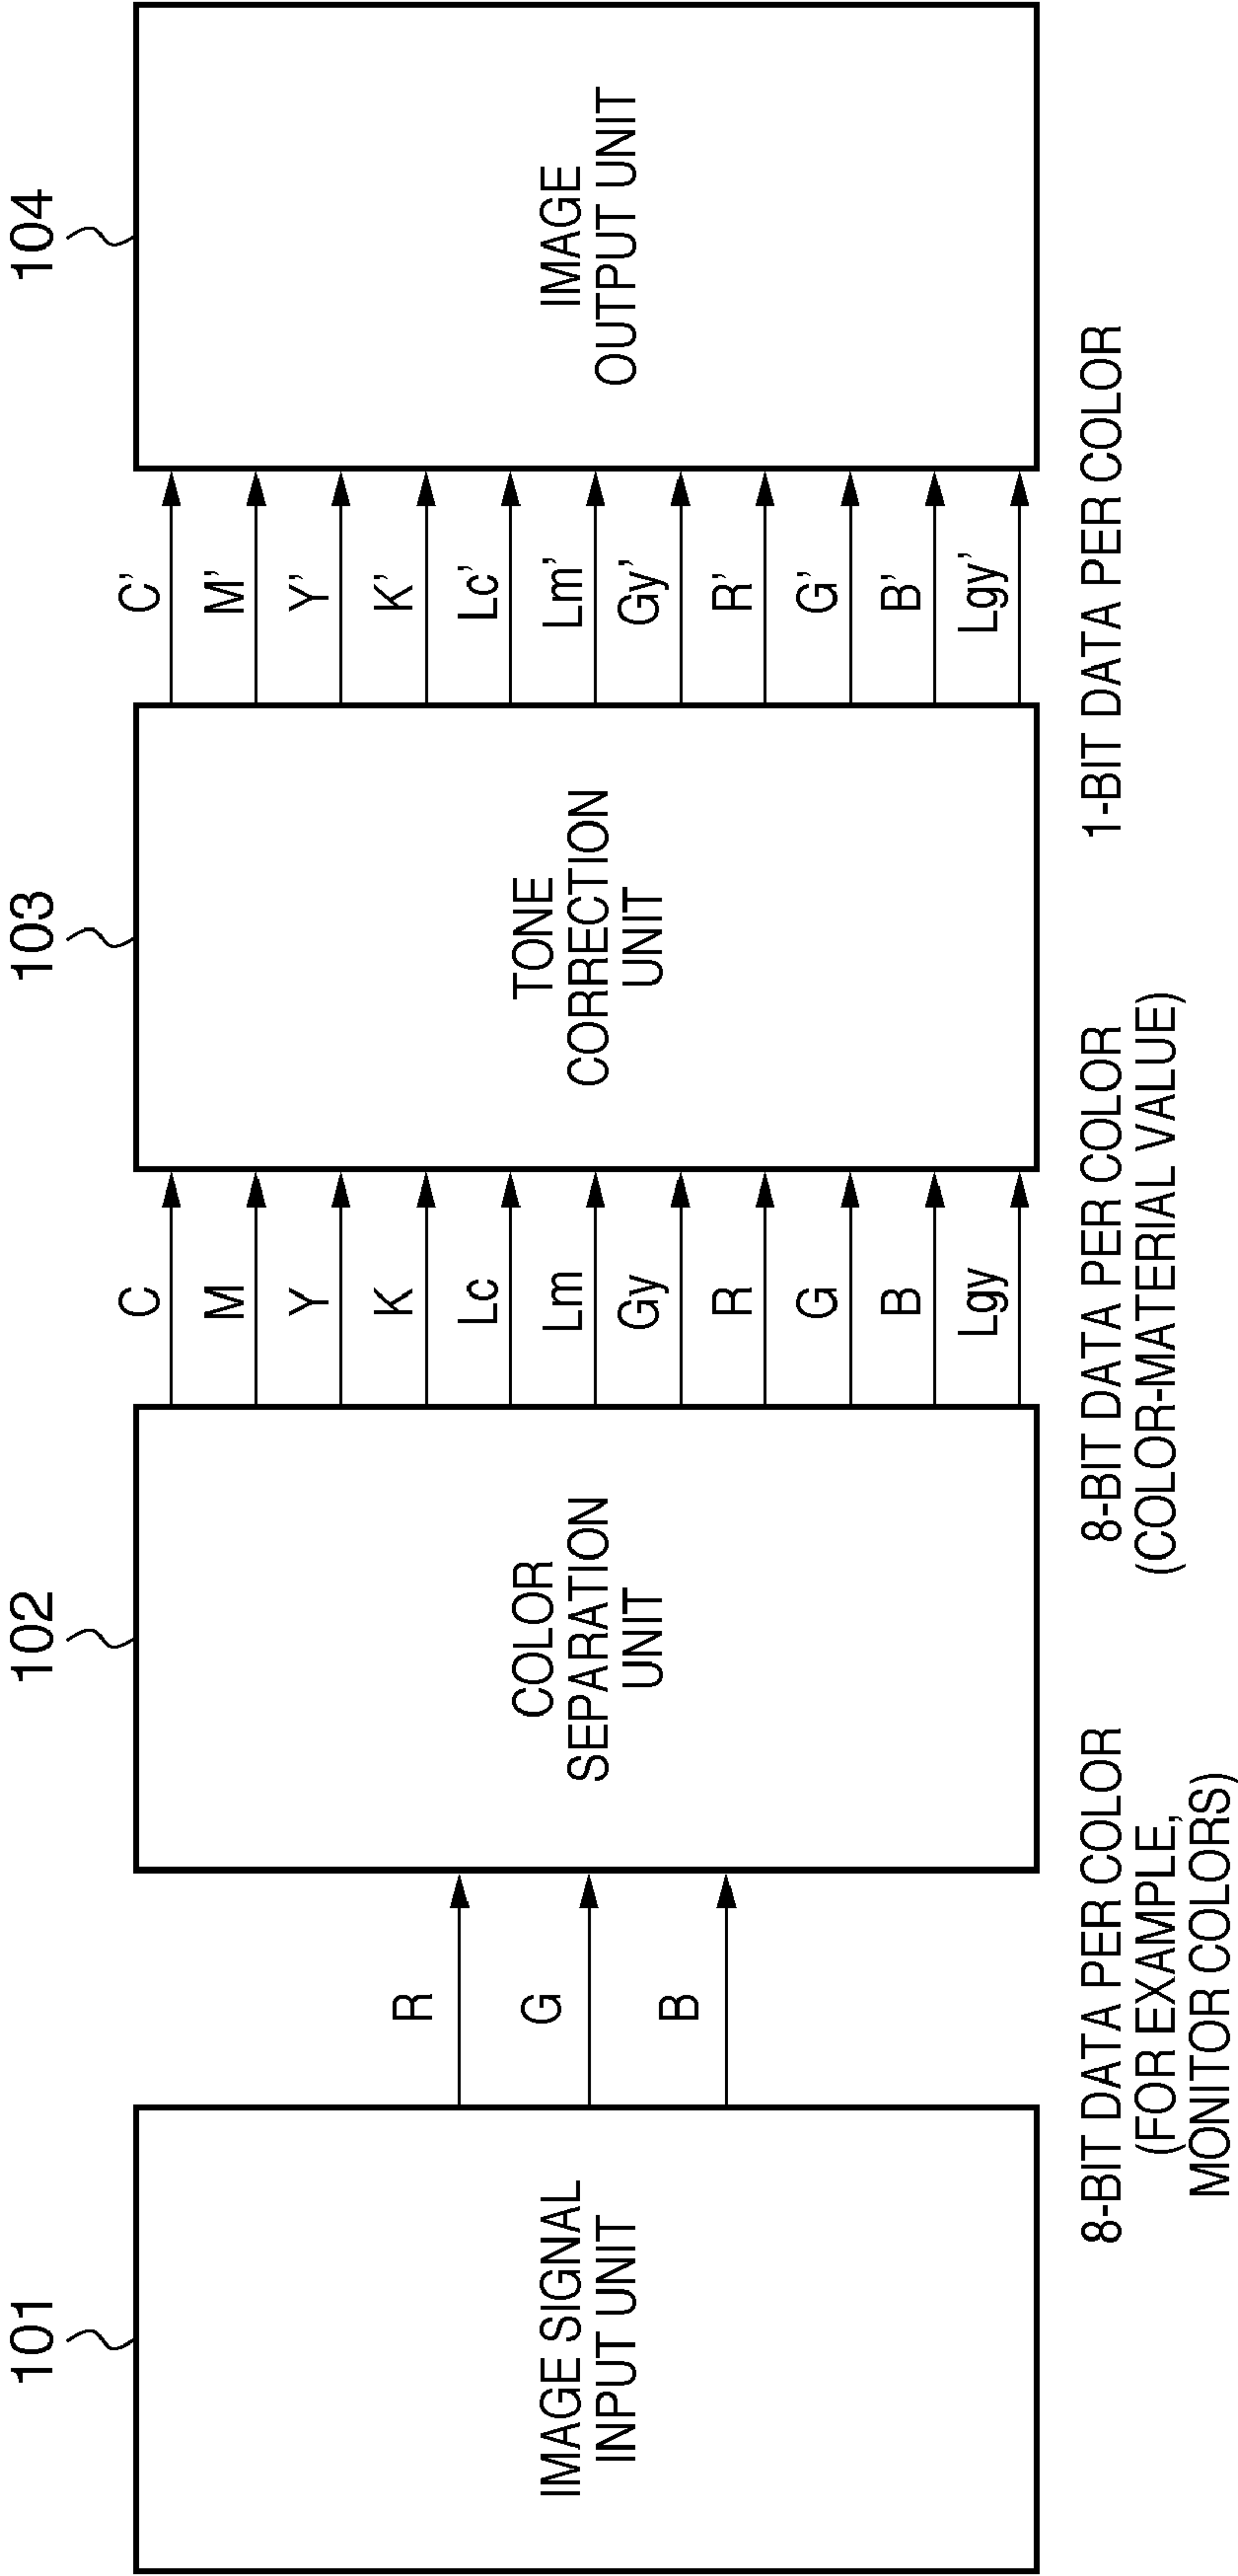 101
IMAGE SIGNAL
INPUT UNIT
R
G
B
8-BIT DATA PER COLOR
(FOR EXAMPLE,
MONITOR COLORS)
102
COLOR
SEPARATION
UNIT
C
M
Y
K
Lc
Lm
Gy
R
G
B
Lgy
8-BIT DATA PER COLOR
(COLOR-MATERIAL VALUE)
103
TONE
CORRECTION
UNIT
C’
M’
Y’
K’
Lc’
Lm’
Gy’
R’
G’
B’
Lgy’
1-BIT DATA PER COLOR
104
IMAGE
OUTPUT UNIT